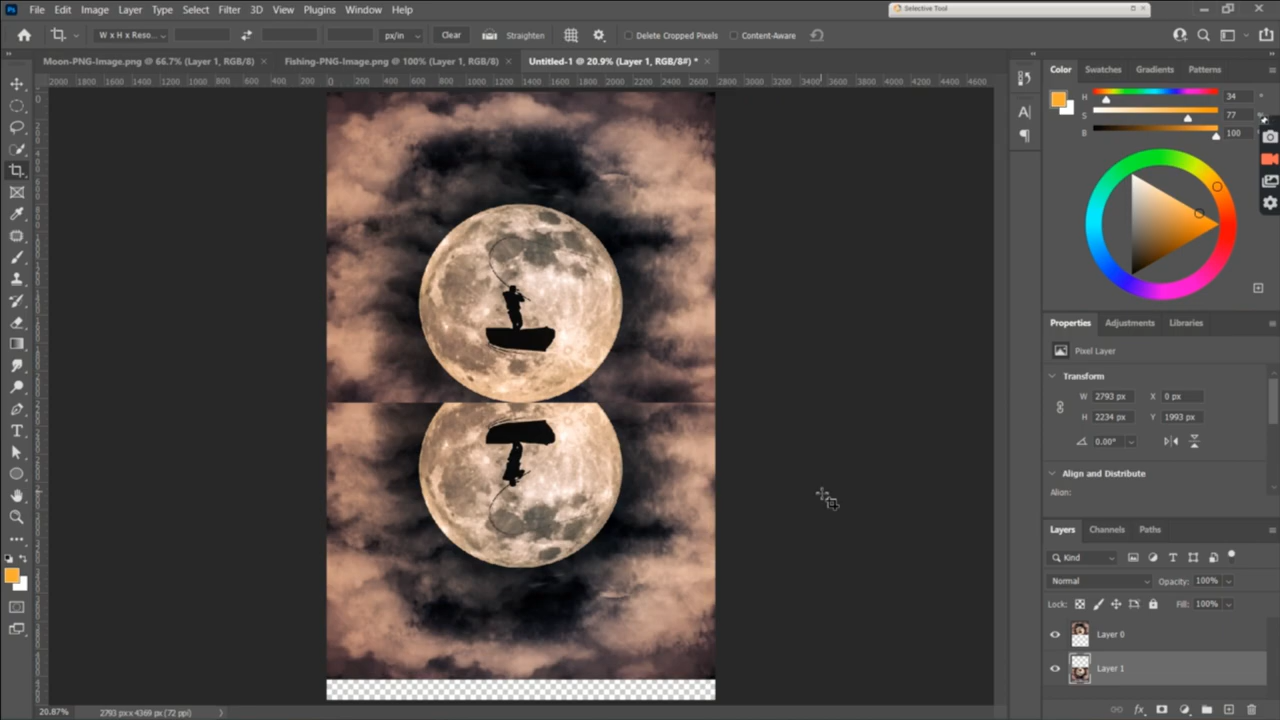 Ps File Edit Image Layer Type Select Filter 3D View Plugins Window Help
Selective Tool
W x H x Reso... px/in Clear Straighten Delete Cropped Pixels Content-Aware
Moon-PNG-Image.png @ 66.7% (Layer 1, RGB/8) × Fishing-PNG-Image.png @ 100% (Layer 1, RGB/8) × Untitled-1 @ 20.9% (Layer 1, RGB/8#) * ×
2000 1800 1600 1400 1200 1000 800 600 400 200 0 200 400 600 800 1000 1200 1400 1600 1800 2000 2200 2400 2600 2800 3000 3200 3400 3600 3800 4000 4200 4400 4600
Color Swatches Gradients Patterns
H 34 °
S 77
B 100
Properties Adjustments Libraries
Pixel Layer
Transform
W 2793 px X 0 px
H 2234 px Y 1993 px
0.00°
Align and Distribute
Align:
Layers Channels Paths
Kind
Normal Opacity: 100%
Lock: Fill: 100%
Layer 0
Layer 1
20.87% 2793 px x 4369 px (72 ppi)